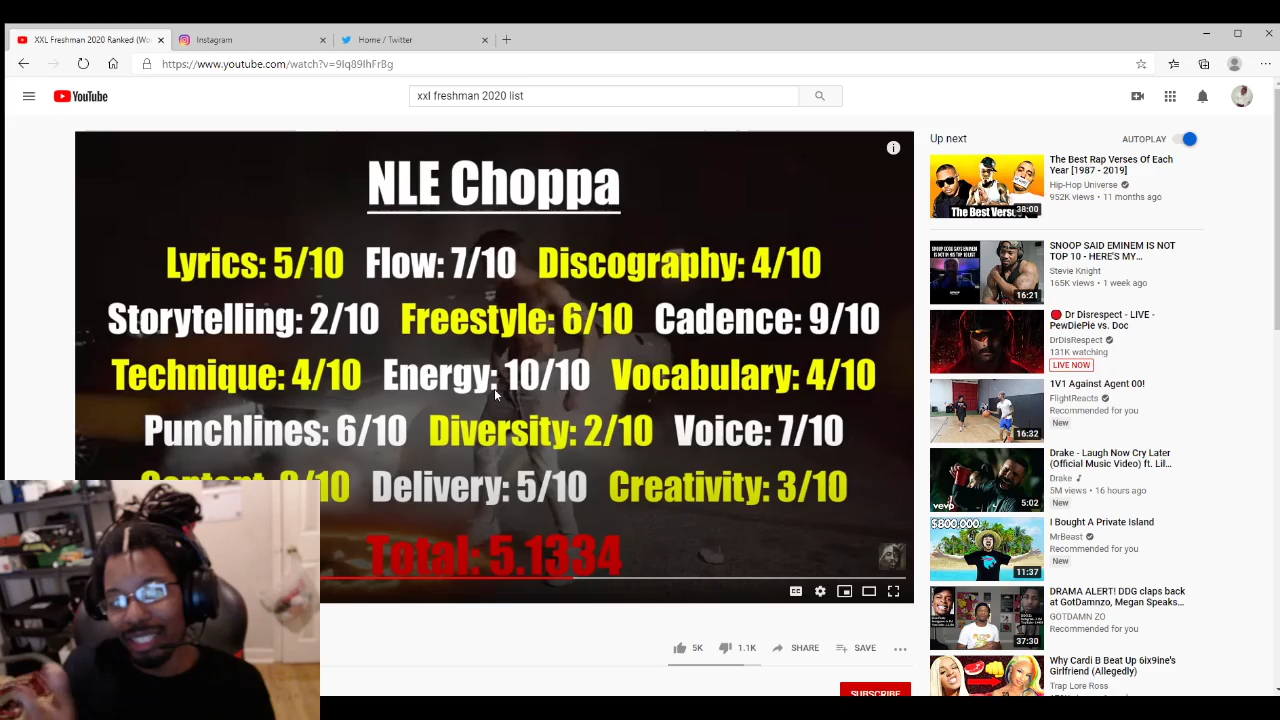 XXL Freshman 2020 Ranked (Wo
Instagram
Home / Twitter
https://www.youtube.com/watch?v=9Iq89IhFrBg
YouTube
xxl freshman 2020 list
NLE Choppa
Lyrics: 5/10 Flow: 7/10 Discography: 4/10
Storytelling: 2/10 Freestyle: 6/10 Cadence: 9/10
Technique: 4/10 Energy: 10/10 Vocabulary: 4/10
Punchlines: 6/10 Diversity: 2/10 Voice: 7/10
Delivery: 5/10 Creativity: 3/10
Total: 5.1334
5K 1.1K SHARE SAVE
SUBSCRIBE
Up next AUTOPLAY
The Best Verse
38:00
The Best Rap Verses Of Each
Year [1987 - 2019]
Hip-Hop Universe
952K views • 11 months ago
16:21
SNOOP SAID EMINEM IS NOT
TOP 10 - HERE'S MY...
Stevie Knight
165K views • 1 week ago
Dr Disrespect - LIVE -
PewDiePie vs. Doc
DrDisRespect
131K watching
LIVE NOW
16:32
1V1 Against Agent 00!
FlightReacts
Recommended for you
New
vevo
5:02
Drake - Laugh Now Cry Later
(Official Music Video) ft. Lil...
Drake
5M views • 16 hours ago
New
$800,000
11:37
I Bought A Private Island
MrBeast
Recommended for you
New
37:30
DRAMA ALERT! DDG claps back
at GotDamnzo, Megan Speaks...
GOTDAMN ZO
Recommended for you
Why Cardi B Beat Up 6ix9ine's
Girlfriend (Allegedly)
Trap Lore Ross